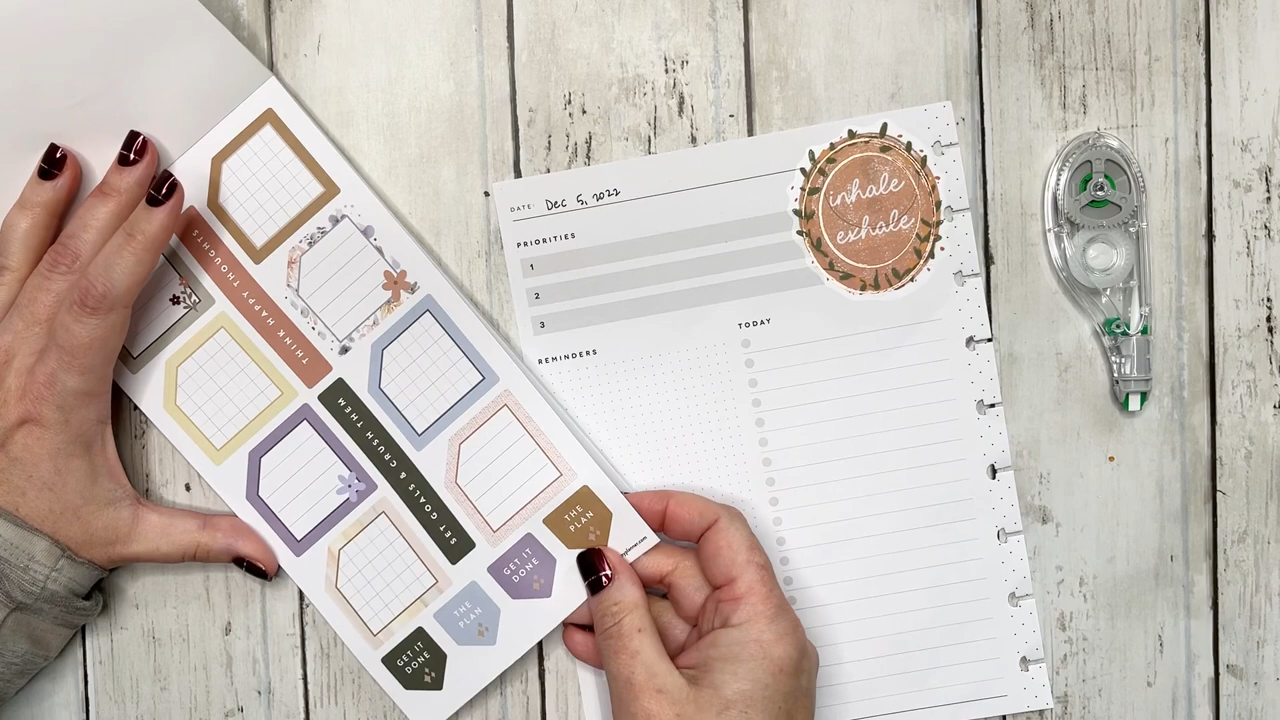 THINK HAPPY THOUGHTS
SET GOALS & CRUSH THEM
THE
PLAN
GET IT
DONE
THE
PLAN
GET IT
DONE
DATE: Dec 5, 2022
inhale
exhale
PRIORITIES
1
2
3
REMINDERS
TODAY